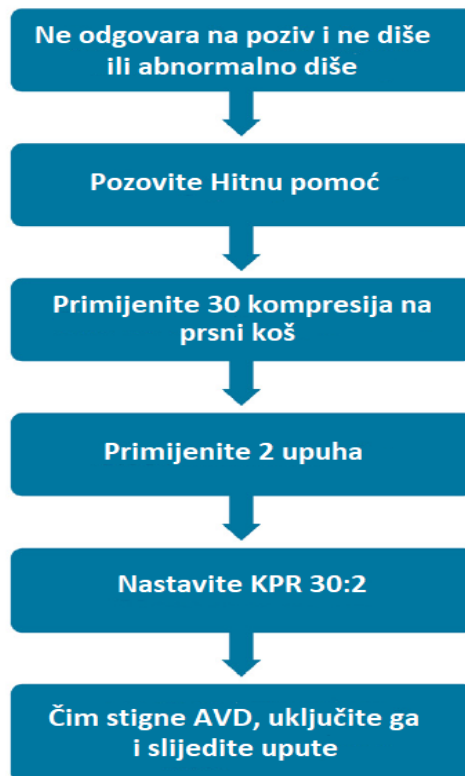 Ne odgovara na poziv i ne diše
ili abnormalno diše
Pozovite Hitnu pomoć
Primijenite 30 kompresija na
prsni koš
Primijenite 2 upuha
Nastavite KPR 30:2
Čim stigne AVD, uključite ga
i slijedite upute